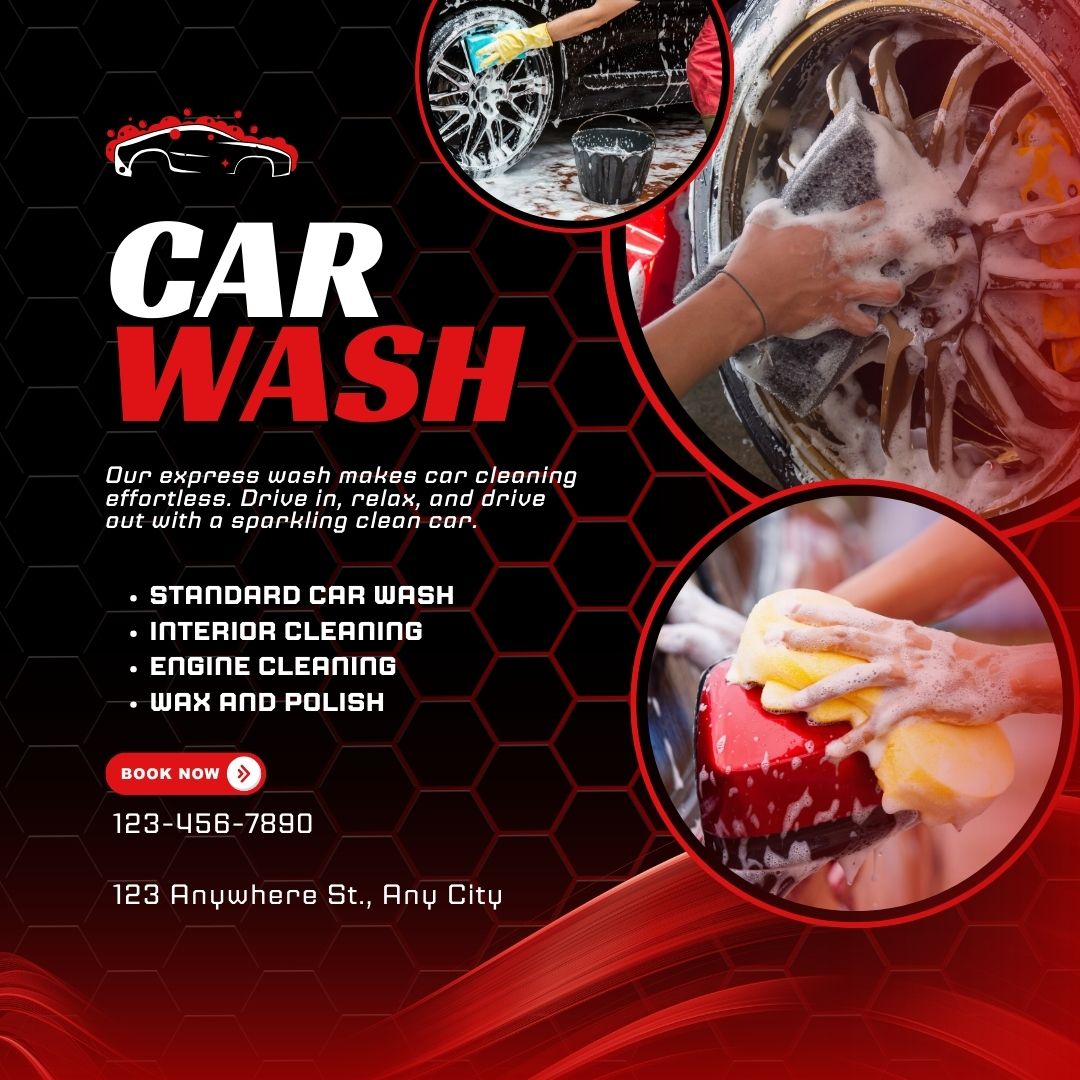 CAR
WASH
Our express wash makes car cleaning
effortless. Drive in, relax, and drive
out with a sparkling clean car.
• STANDARD CAR WASH
• INTERIOR CLEANING
• ENGINE CLEANING
• WAX AND POLISH
BOOK NOW
123-456-7890
123 Anywhere St., Any City